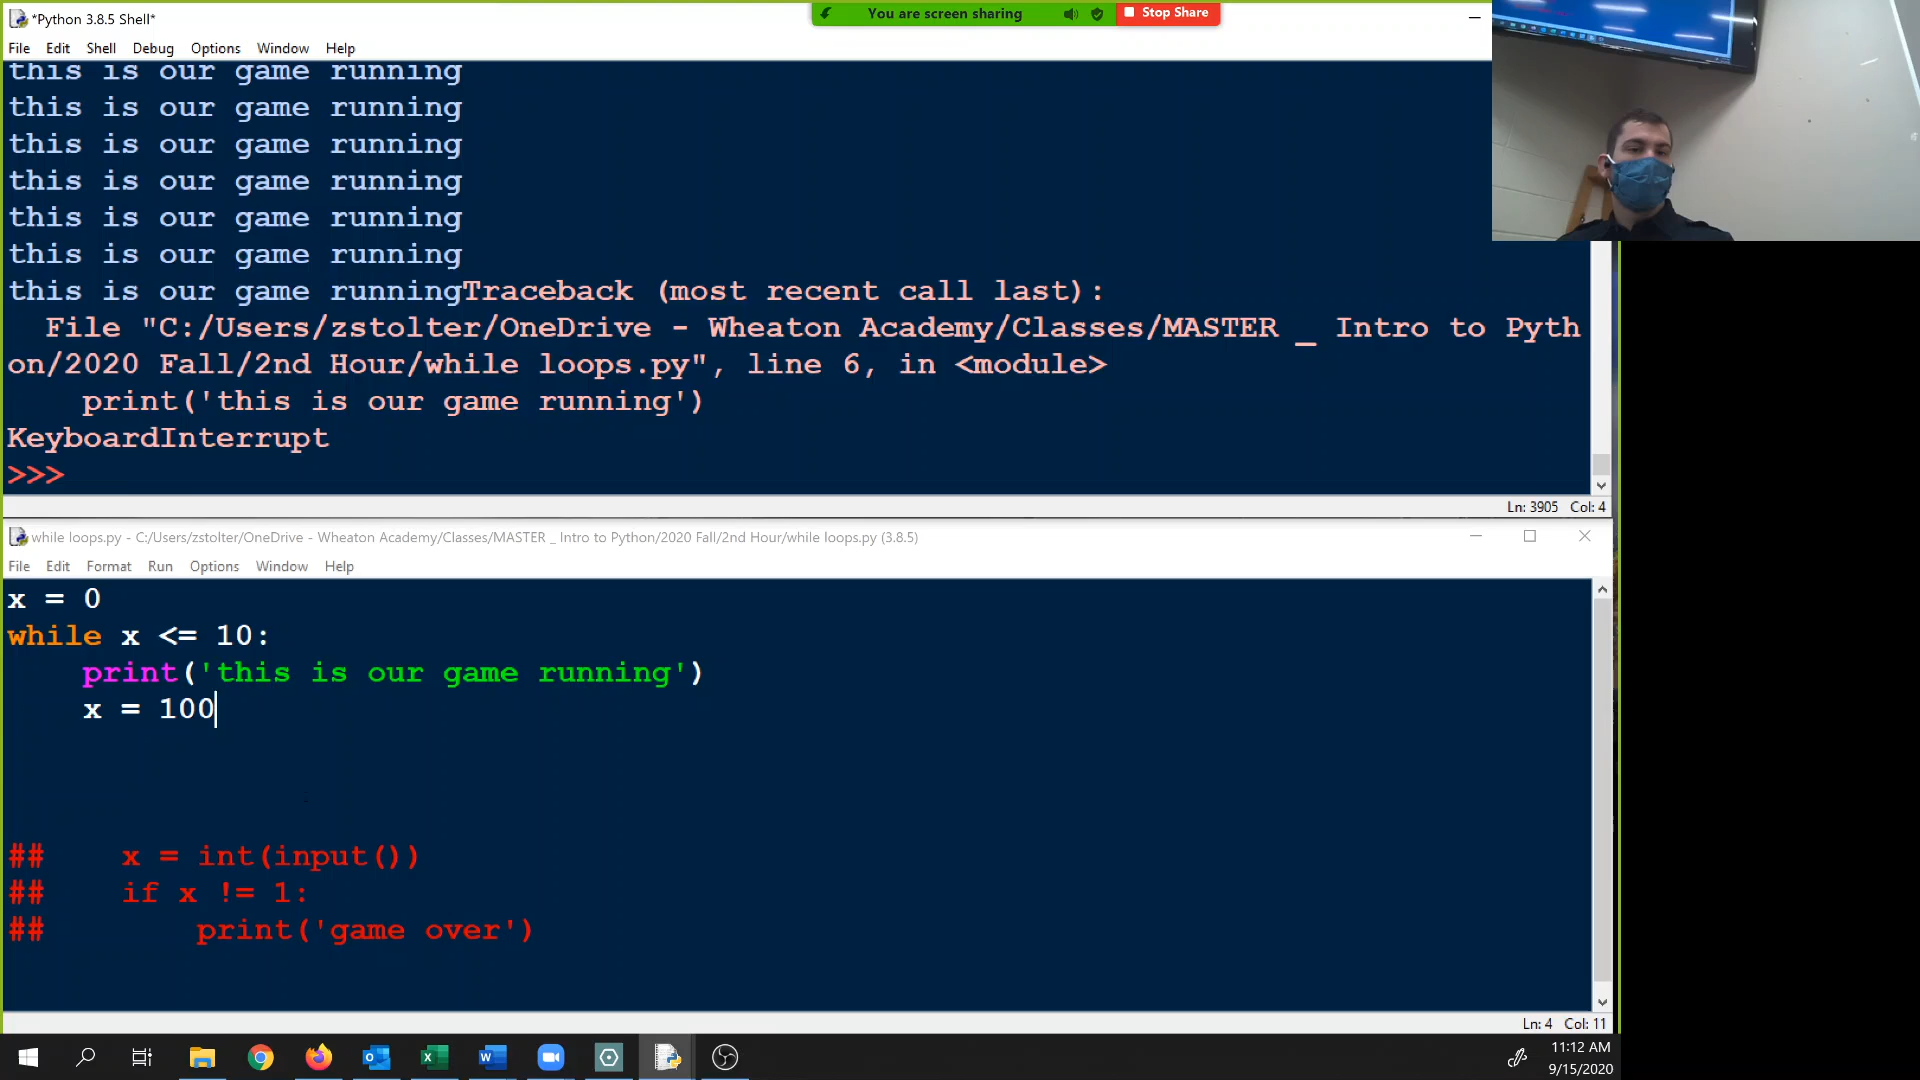 *Python 3.8.5 Shell*
You are screen sharing
Stop Share
File Edit Shell Debug Options Window Help
this is our game running
this is our game running
this is our game running
this is our game running
this is our game running
this is our game running
this is our game runningTraceback (most recent call last):
  File "C:/Users/zstolter/OneDrive - Wheaton Academy/Classes/MASTER _ Intro to Pyth
on/2020 Fall/2nd Hour/while loops.py", line 6, in <module>
    print('this is our game running')
KeyboardInterrupt
>>>
Ln: 3905 Col: 4
while loops.py - C:/Users/zstolter/OneDrive - Wheaton Academy/Classes/MASTER _ Intro to Python/2020 Fall/2nd Hour/while loops.py (3.8.5)
File Edit Format Run Options Window Help
x = 0
while x <= 10:
    print('this is our game running')
    x = 100
##    x = int(input())
##    if x != 1:
##        print('game over')
Ln: 4 Col: 11
11:12 AM
9/15/2020